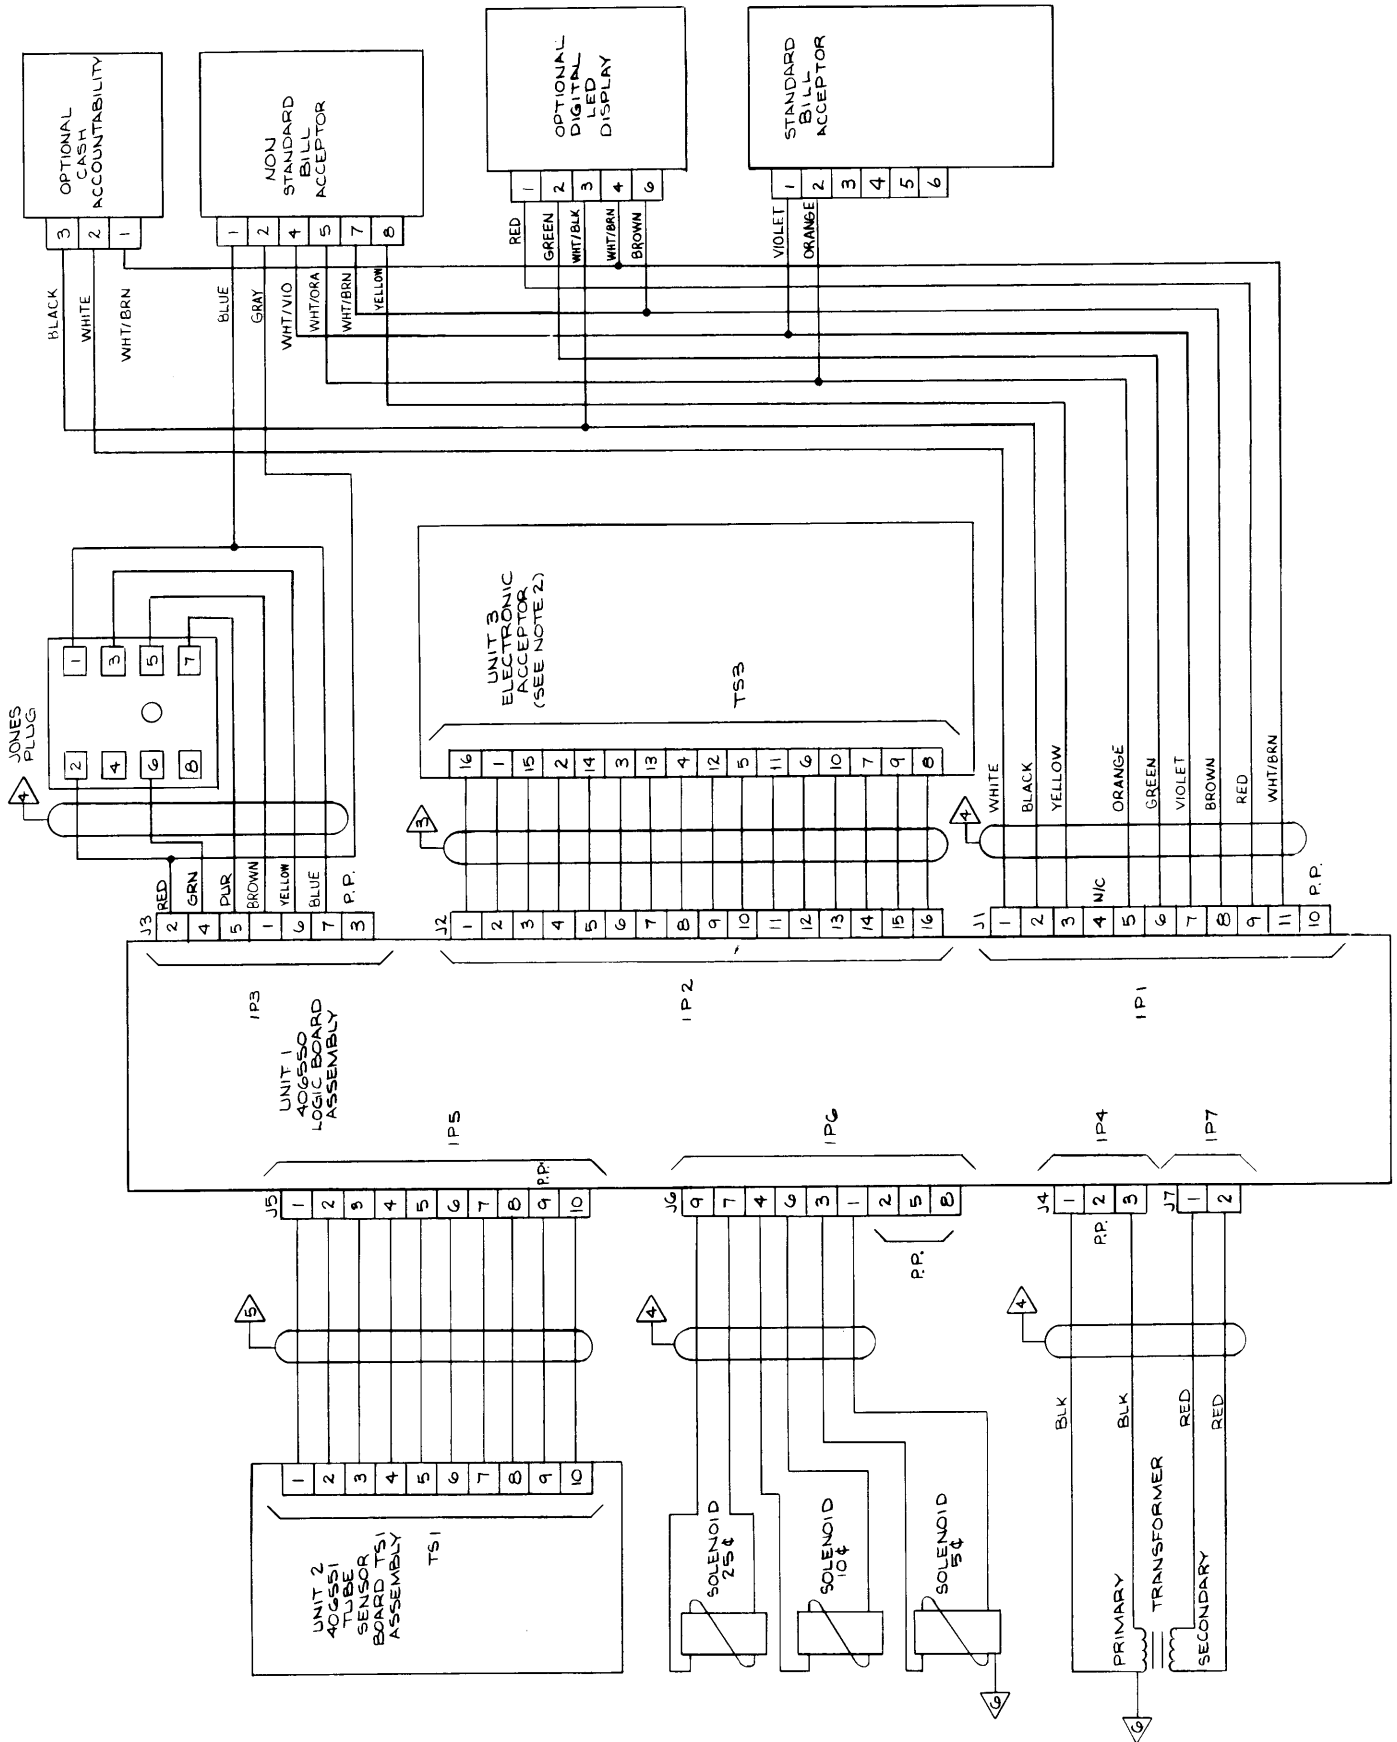 OPTIONAL
CASH
ACCOUNTABILITY
3
2
1
BLACK
WHITE
WHT/BRN
NON
STANDARD
BILL
ACCEPTOR
1
2
4
5
7
8
BLUE
GRAY
WHT/VIO
WHT/ORA
WHT/BRN
YELLOW
OPTIONAL
DIGITAL
LED
DISPLAY
1
2
3
4
6
RED
GREEN
WHT/BLK
WHT/BRN
BROWN
STANDARD
BILL
ACCEPTOR
1
2
3
4
5
6
VIOLET
ORANGE
JONES
PLUG
4
1
3
5
7
2
4
6
8
RED
GRN
PUR
BROWN
YELLOW
BLUE
P.P.
J3
2
4
5
1
6
7
3
UNIT 3
ELECTRONIC
ACCEPTOR
(SEE NOTE 2)
TS3
16
1
15
2
14
3
13
4
12
5
11
6
10
7
9
8
3
J2
1
2
3
4
5
6
7
8
9
10
11
12
13
14
15
16
4
WHITE
BLACK
YELLOW
N/C
ORANGE
GREEN
VIOLET
BROWN
RED
WHT/BRN
P.P.
J1
1
2
3
4
5
6
7
8
9
11
10
1P3
1P2
1P1
UNIT 1
406550
LOGIC BOARD
ASSEMBLY
1P5
1P6
1P4
1P7
J5
1
2
3
4
5
6
7
8
9
10
P.P.
5
1
2
3
4
5
6
7
8
9
10
UNIT 2
406551
TUBE
SENSOR
BOARD TS1
ASSEMBLY
TS1
J6
9
7
4
6
3
1
2
5
8
P.P.
4
SOLENOID
25¢
SOLENOID
10¢
SOLENOID
5¢
6
J4
1
2
3
P.P.
J7
1
2
4
BLK
BLK
RED
RED
PRIMARY
TRANSFORMER
SECONDARY
6